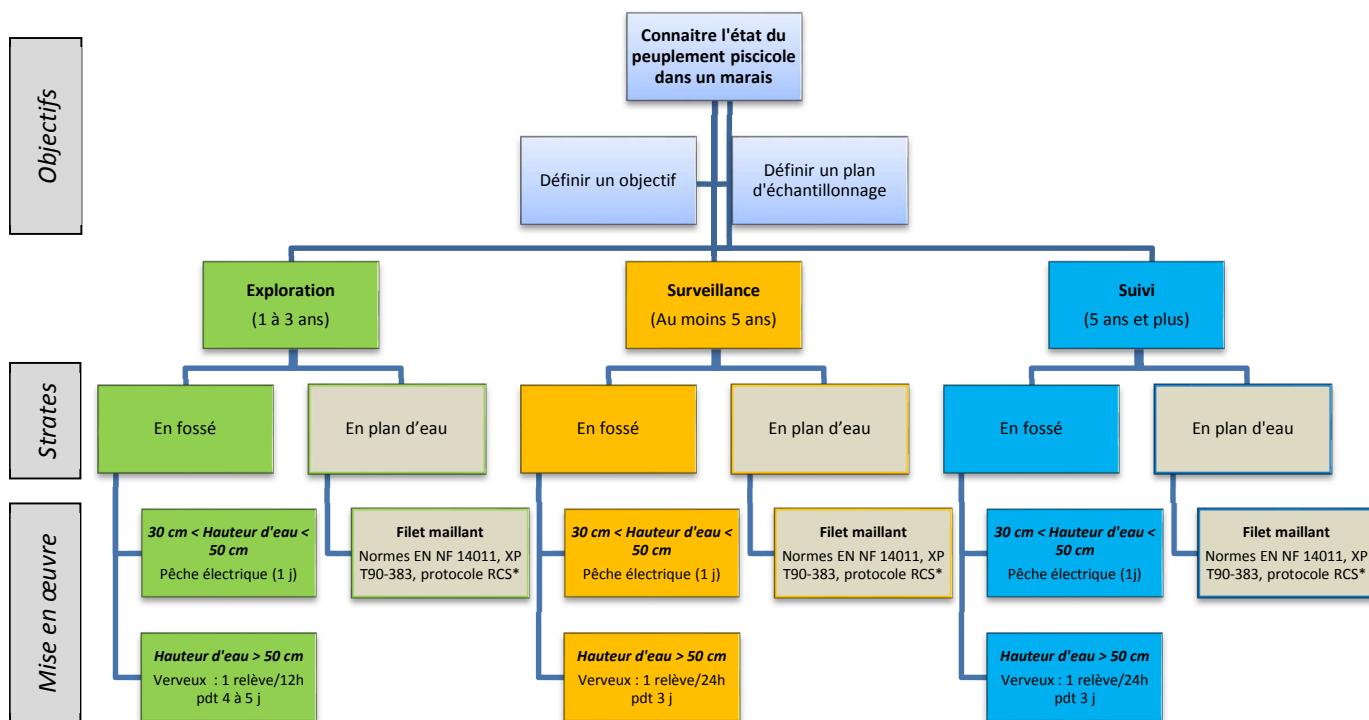 Objectifs
Connaitre l'état du
peuplement piscicole
dans un marais
Définir un objectif
Définir un plan
d'échantillonnage
Exploration
(1 à 3 ans)
Surveillance
(Au moins 5 ans)
Suivi
(5 ans et plus)
Strates
En fossé
En plan d’eau
En fossé
En plan d’eau
En fossé
En plan d'eau
Mise en œuvre
30 cm < Hauteur d'eau <
50 cm
Pêche électrique (1 j)
Filet maillant
Normes EN NF 14011, XP
T90-383, protocole RCS*
30 cm < Hauteur d'eau <
50 cm
Pêche électrique (1 j)
Filet maillant
Normes EN NF 14011, XP
T90-383, protocole RCS*
30 cm < Hauteur d'eau <
50 cm
Pêche électrique (1j)
Filet maillant
Normes EN NF 14011, XP
T90-383, protocole RCS*
Hauteur d'eau > 50 cm
Verveux : 1 relève/12h
pdt 4 à 5 j
Hauteur d'eau > 50 cm
Verveux : 1 relève/24h
pdt 3 j
Hauteur d'eau > 50 cm
Verveux : 1 relève/24h
pdt 3 j